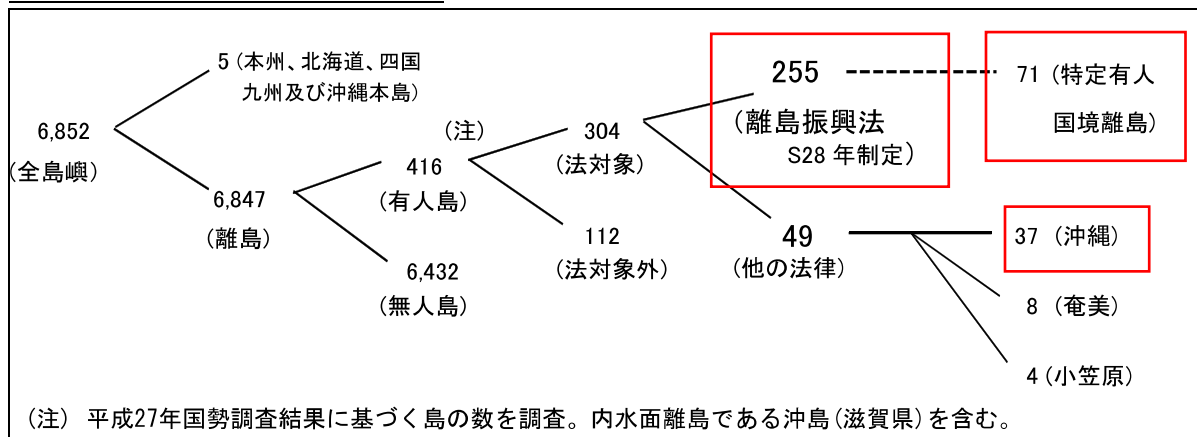 5 (本州、北海道、四国
九州及び沖縄本島)
6,852
(全島嶼)
6,847
(離島)
(注)
416
(有人島)
6,432
(無人島)
304
(法対象)
112
(法対象外)
255
(離島振興法
S28 年制定)
71 (特定有人
国境離島)
49
(他の法律)
37 (沖縄)
8 (奄美)
4 (小笠原)
(注) 平成27年国勢調査結果に基づく島の数を調査。内水面離島である沖島(滋賀県)を含む。